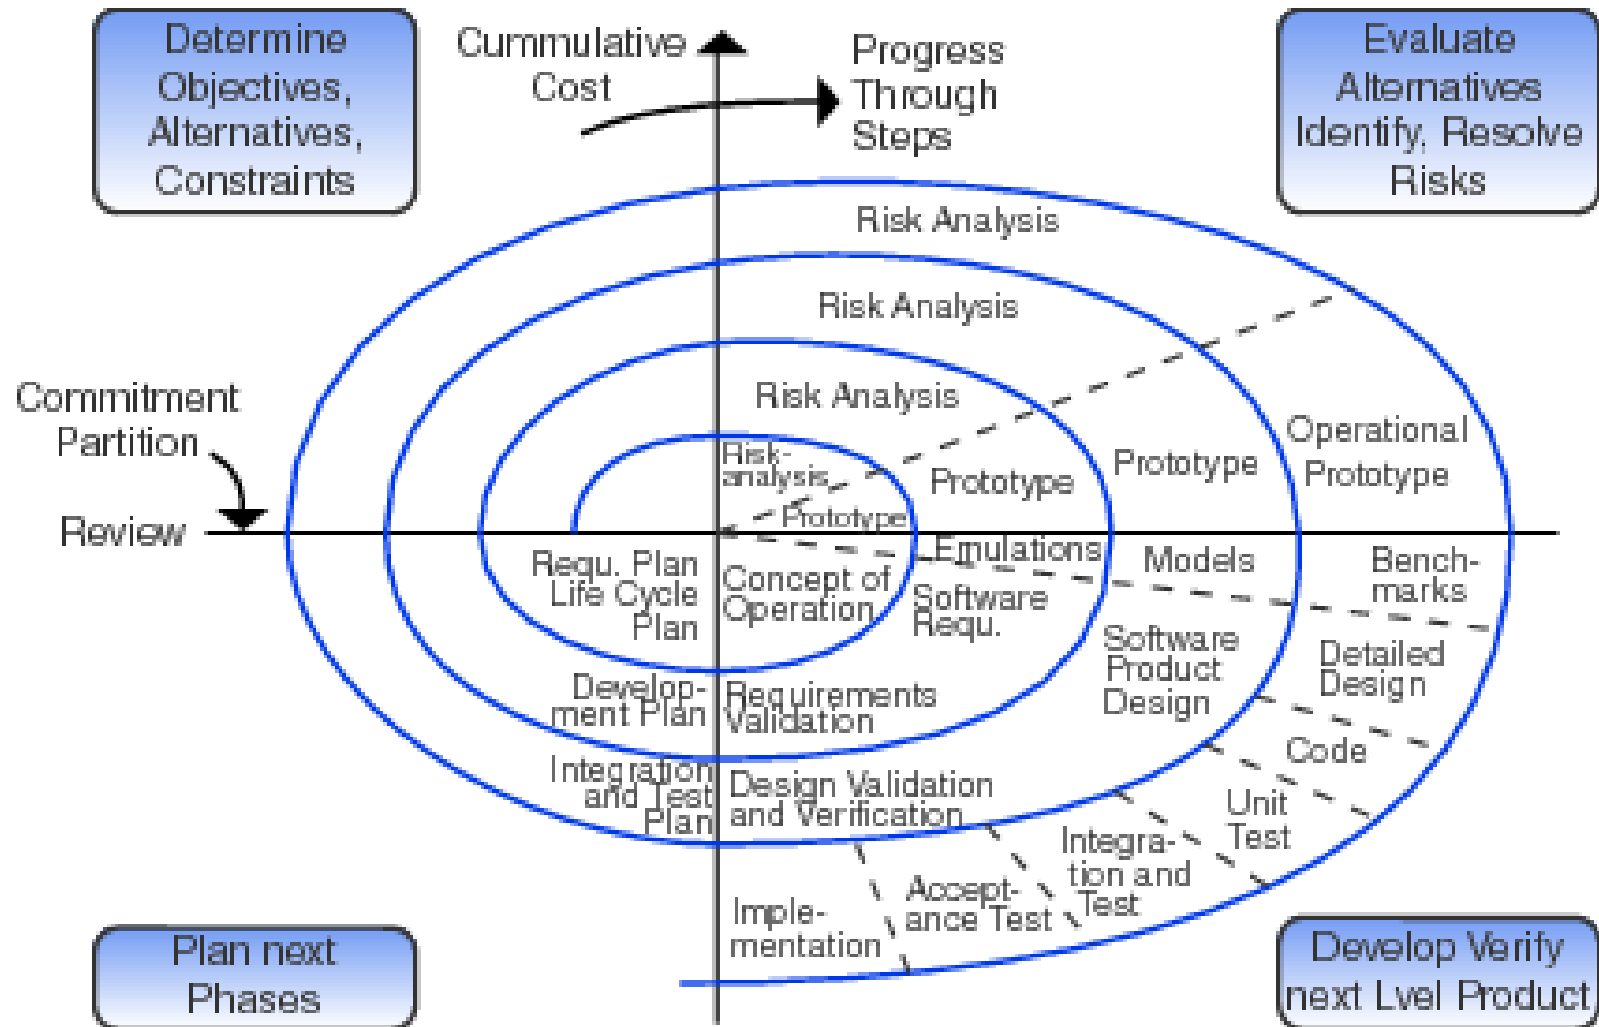 Determine
Objectives,
Alternatives,
Constraints
Cummulative
Cost
Progress
Through
Steps
Evaluate
Alternatives
Identify, Resolve
Risks
Risk Analysis
Risk Analysis
Risk Analysis
Risk-
analysis
Commitment
Partition
Review
Operational
Prototype
Prototype
Prototype
Prototype
Requ. Plan
Life Cycle
Plan
Concept of
Operation
Emulations
Models
Bench-
marks
Software
Requ.
Software
Product
Design
Detailed
Design
Develop-
ment Plan
Requirements
Validation
Code
Integration
and Test
Plan
Design Validation
and Verification
Unit
Test
Integra-
tion and
Test
Accept-
ance Test
Imple-
mentation
Plan next
Phases
Develop Verify
next Lvel Product